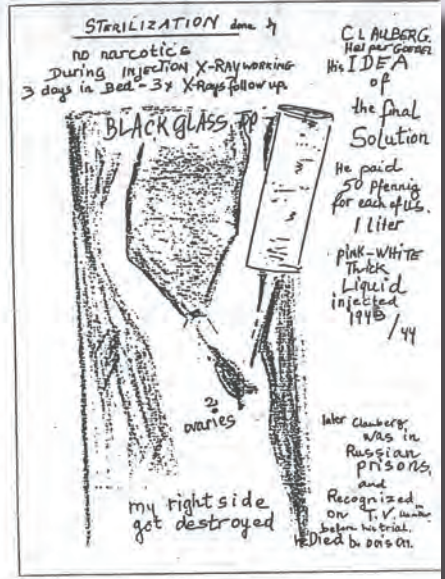 STERILIZATION done by
no narcotics
During INJECTION X-RAY WORKING
3 days in Bed - 3x X-Rays follow up.
CLAUBERG.
Helper GOEBEL
His IDEA
of
the final
Solution
He paid
50 Pfennig
for each of us.
1 Liter
pink-WHITE
Thick
Liquid
injected
1943
/44
BLACK GLASS
2
ovaries
my right side
got destroyed
later Clauberg
was in
Russian
prisons,
and
Recognized
on T.V.
before his trial.
He Died